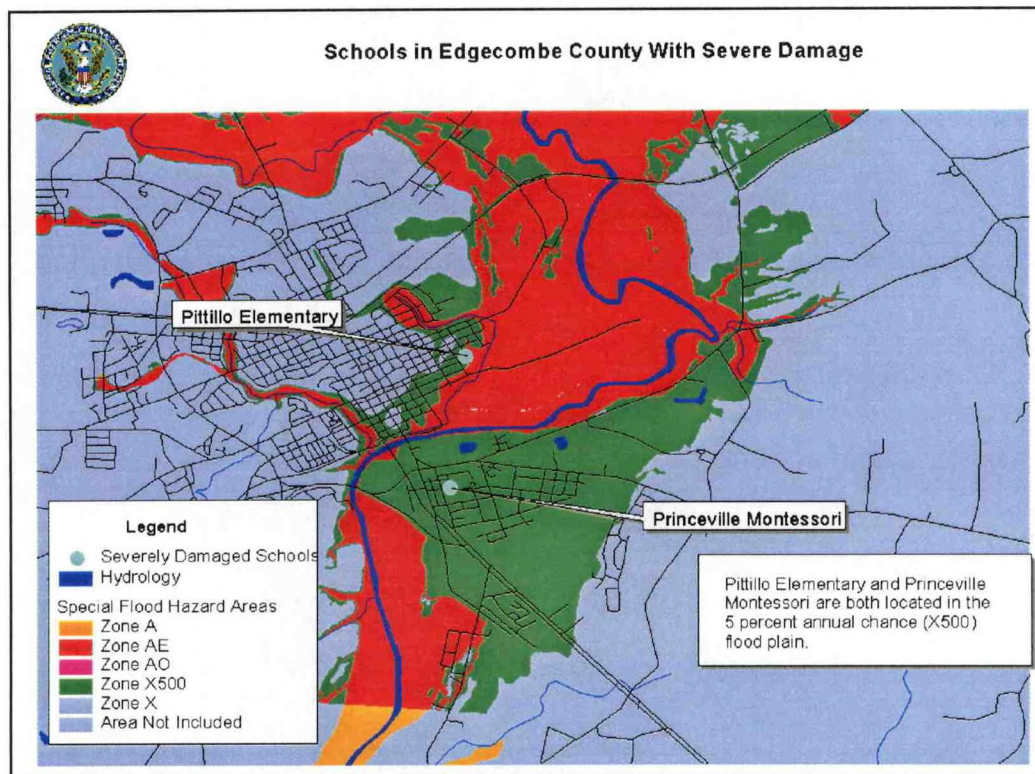 Schools in Edgecombe County With Severe Damage
Pittillo Elementary
Princeville Montessori
Legend
Severely Damaged Schools
Hydrology
Special Flood Hazard Areas
Zone A
Zone AE
Zone AO
Zone X500
Zone X
Area Not Included
Pittillo Elementary and Princeville
Montessori are both located in the
5 percent annual chance (X500)
flood plain.